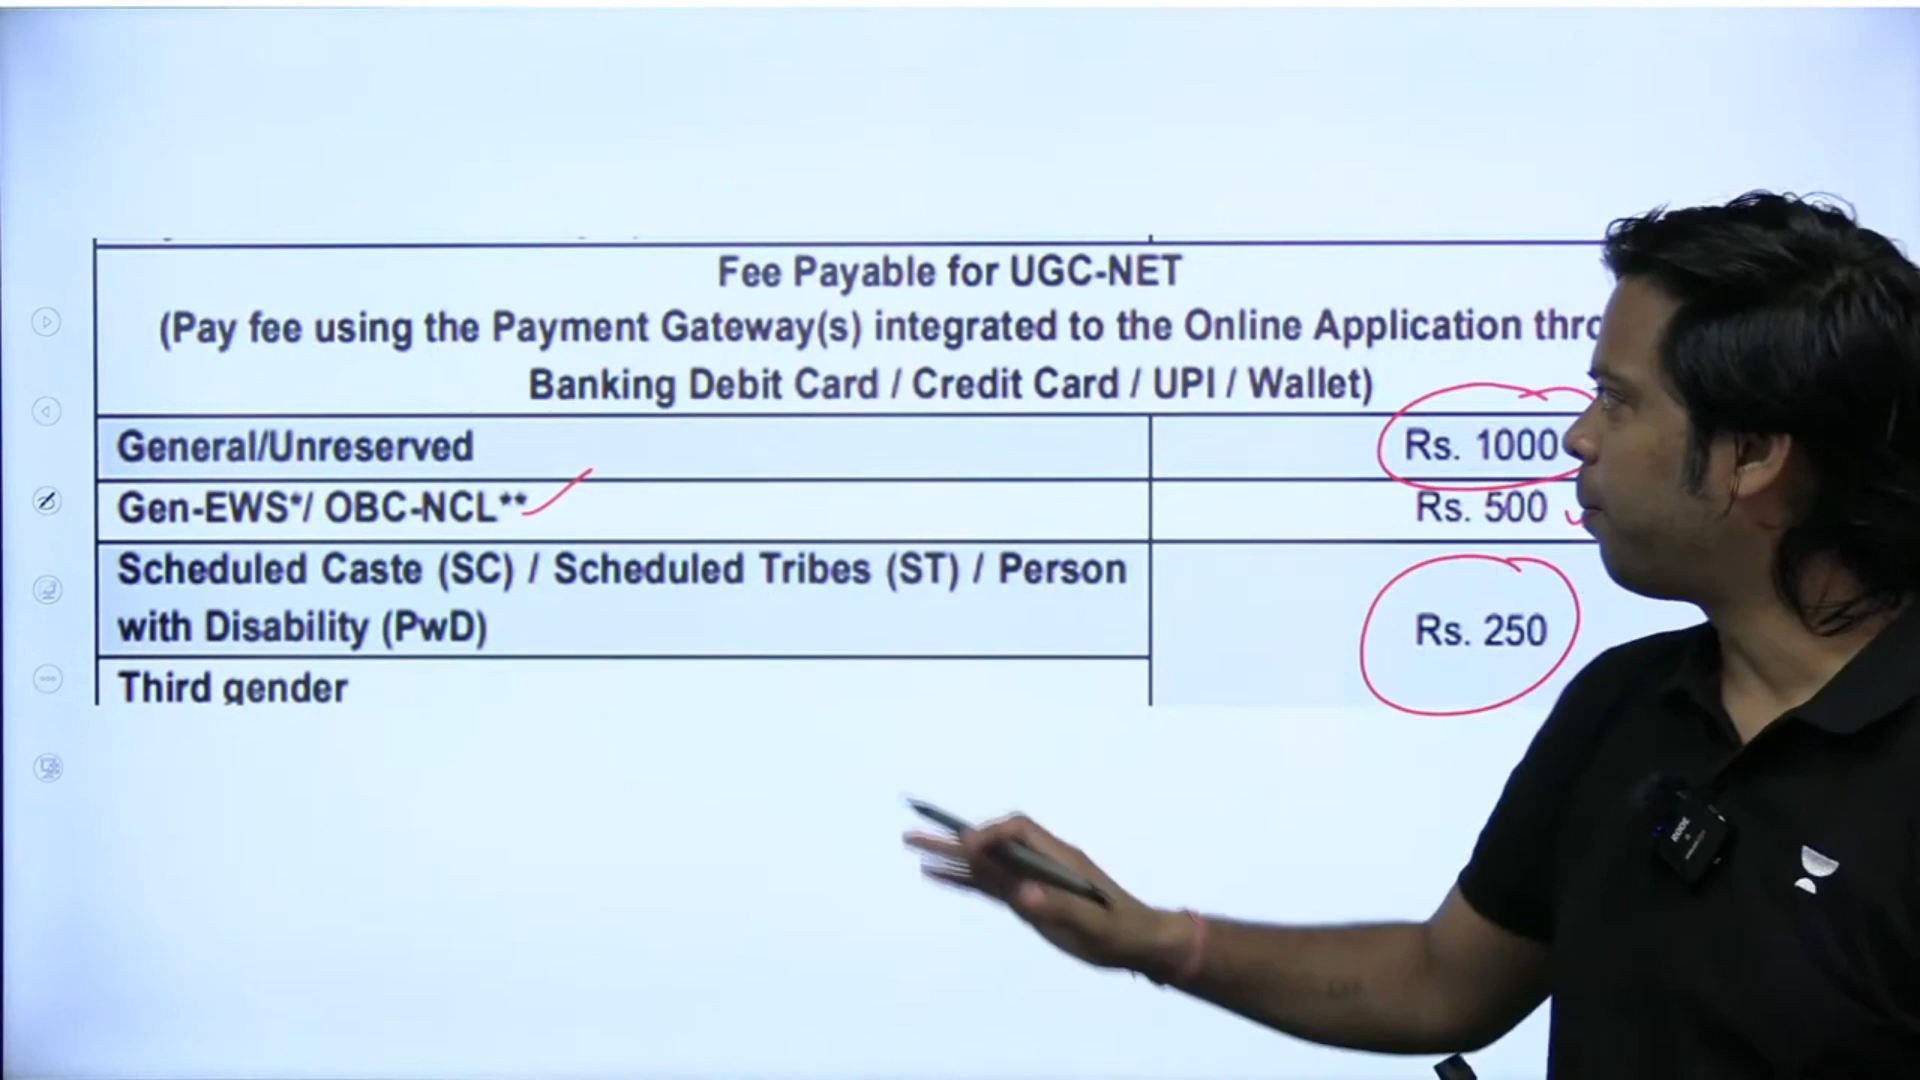 Fee Payable for UGC-NET
(Pay fee using the Payment Gateway(s) integrated to the Online Application
Banking Debit Card / Credit Card / UPI / Wallet)
General/Unreserved Rs. 1000
Gen-EWS*/ OBC-NCL** Rs. 500
Scheduled Caste (SC) / Scheduled Tribes (ST) / Person
with Disability (PwD) Rs. 250
Third gender
RODE